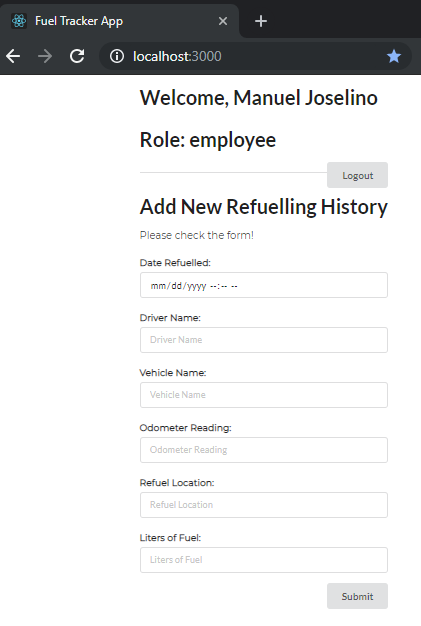 Fuel Tracker App
localhost:3000
Welcome, Manuel Joselino
Role: employee
Logout
Add New Refuelling History
Please check the form!
Date Refuelled:
mm/dd/yyyy --:-- --
Driver Name:
Driver Name
Vehicle Name:
Vehicle Name
Odometer Reading:
Odometer Reading
Refuel Location:
Refuel Location
Liters of Fuel:
Liters of Fuel
Submit